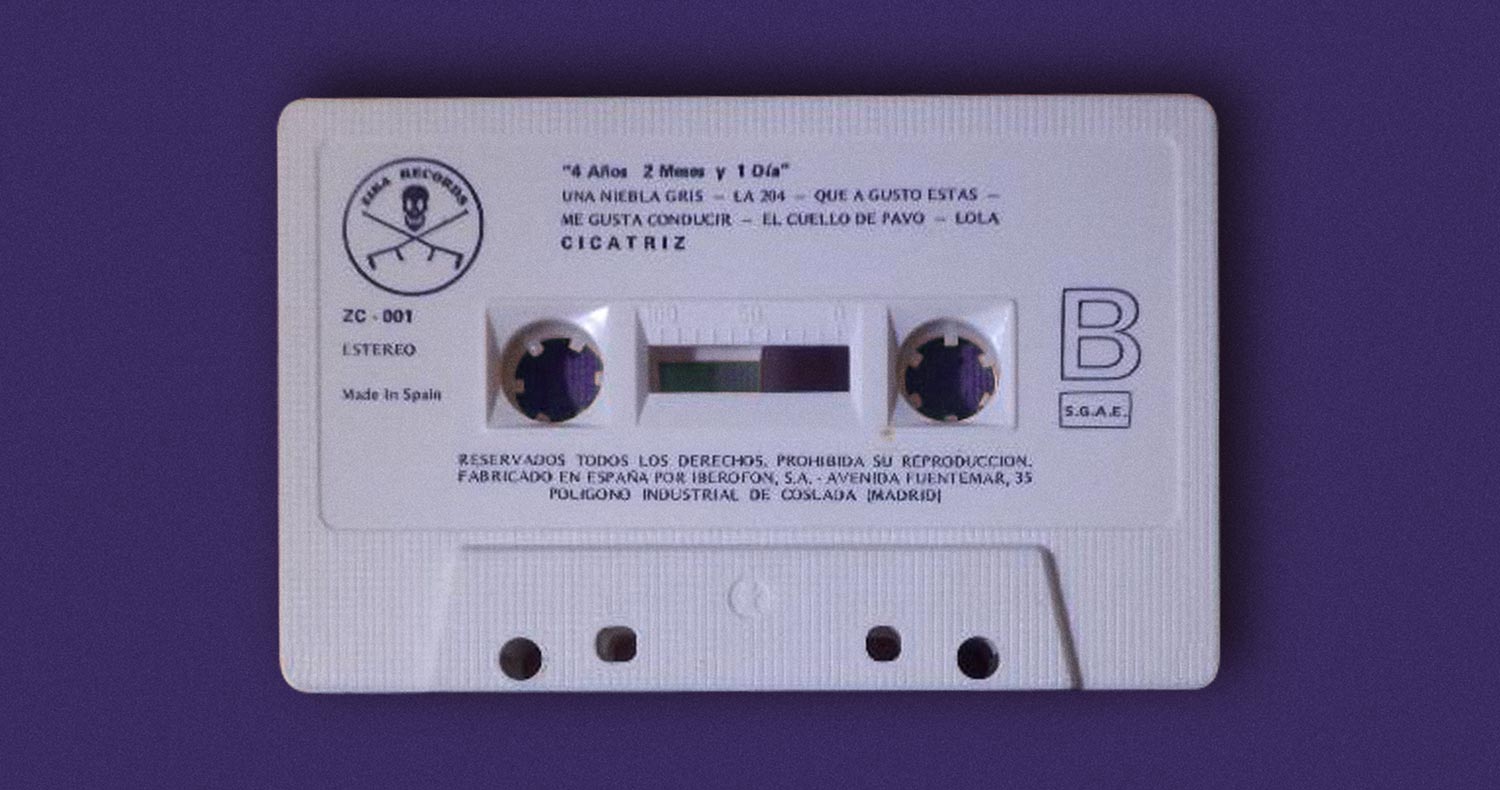 "4 Años 2 Meses y 1 Día"
UNA NIEBLA GRIS – LA 204 – QUE A GUSTO ESTAS –
ME GUSTA CONDUCIR – EL CUELLO DE PAVO – LOLA
CICATRIZ
RECORDS
ZC - 001
ESTEREO
Made in Spain
100 50 0
B
S.G.A.E.
RESERVADOS TODOS LOS DERECHOS. PROHIBIDA SU REPRODUCCION.
FABRICADO EN ESPAÑA POR IBEROFON, S.A. - AVENIDA FUENTEMAR, 35
POLIGONO INDUSTRIAL DE COSLADA (MADRID)